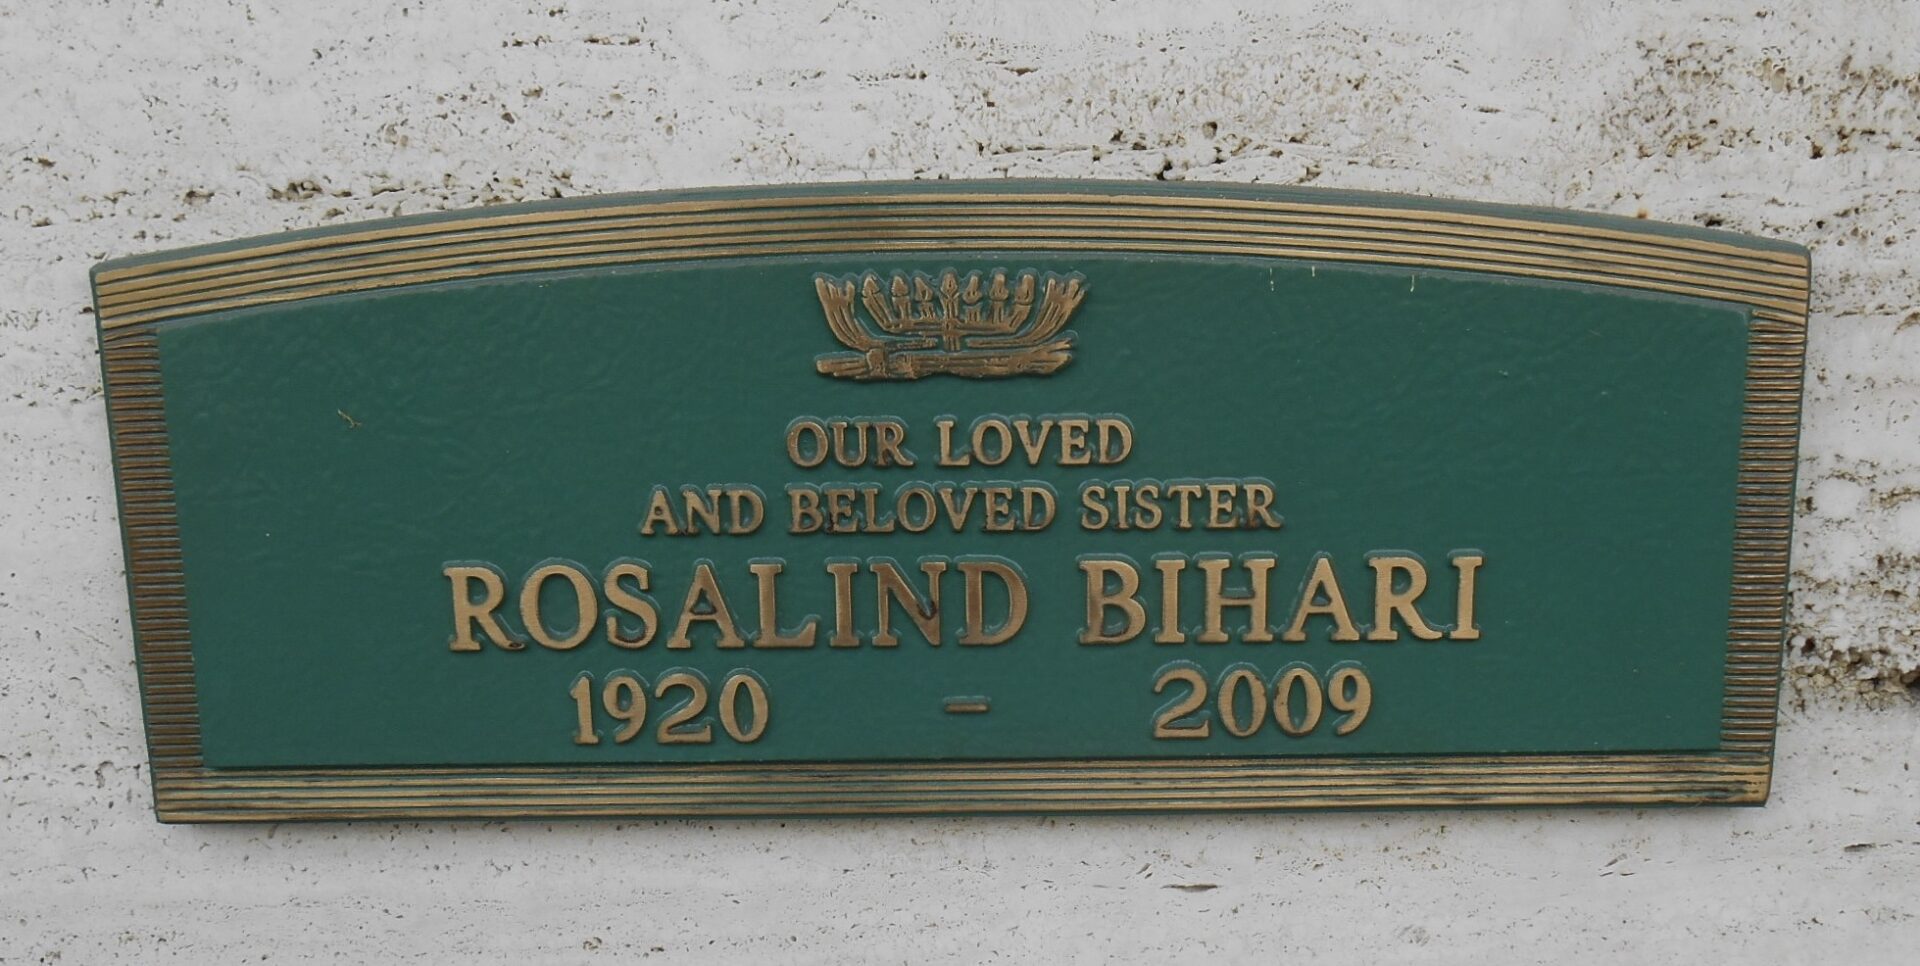 OUR LOVED
AND BELOVED SISTER
ROSALIND BIHARI
1920 - 2009